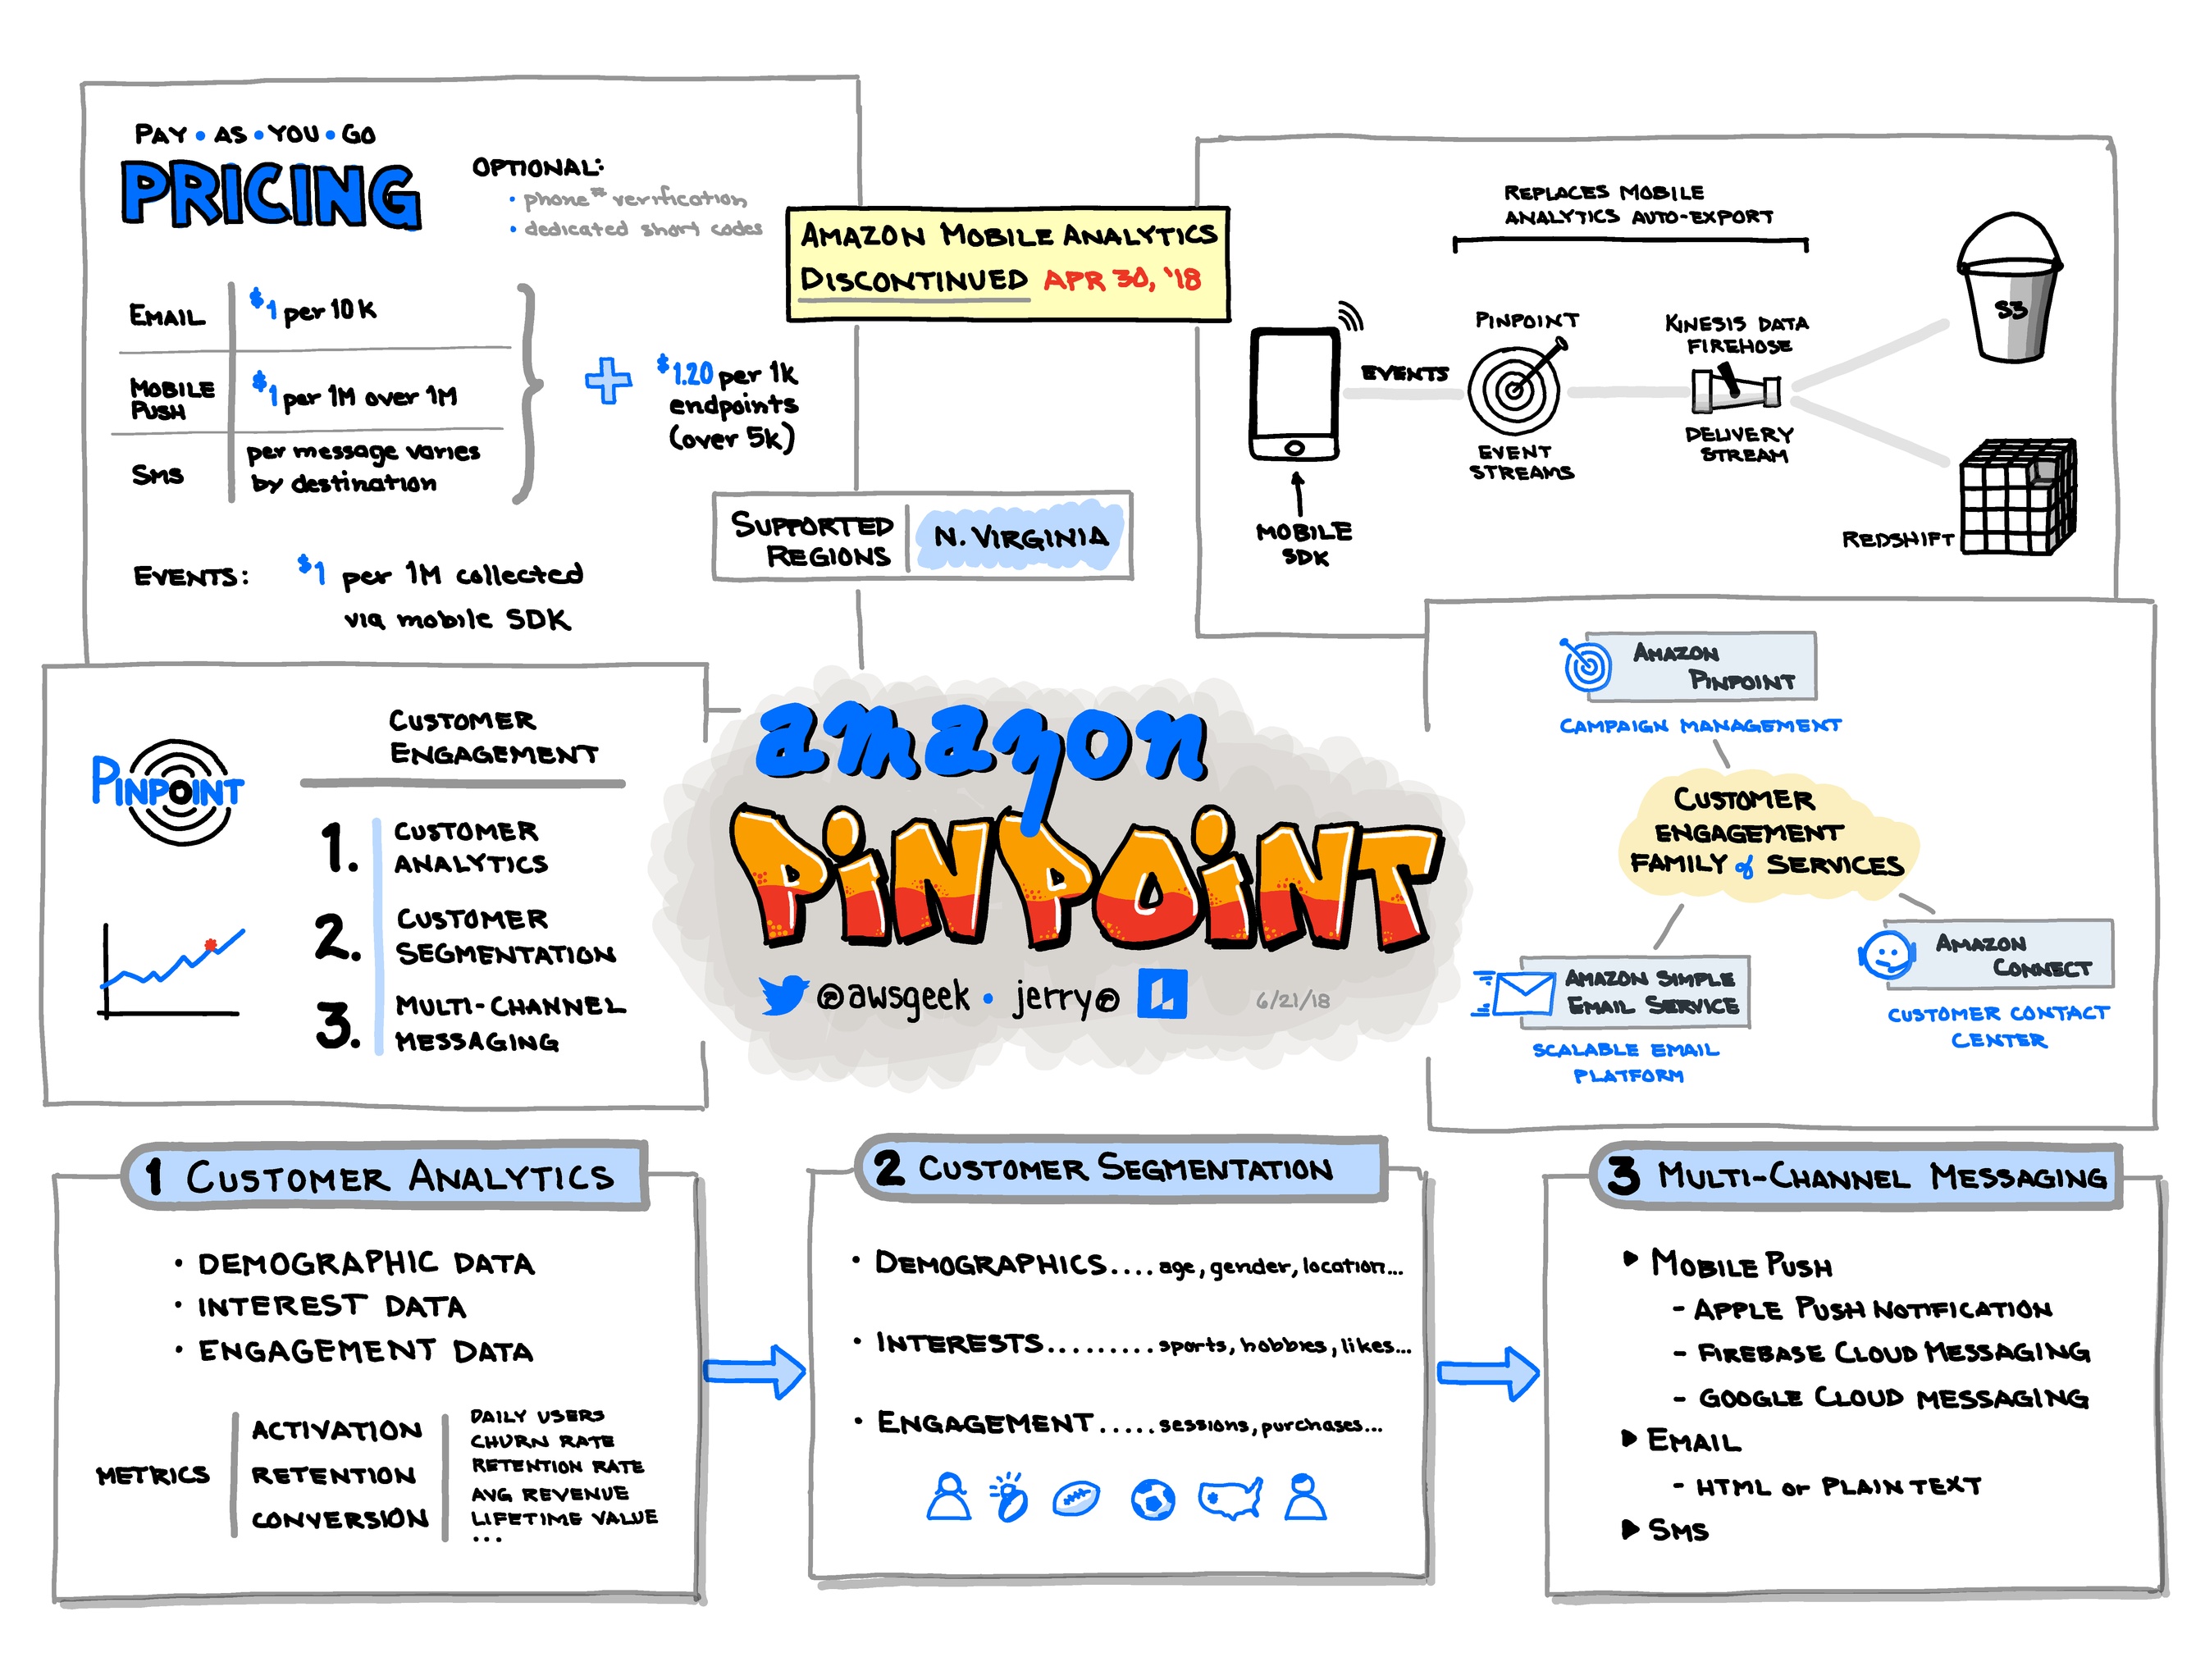 PAY • AS • YOU • GO
PRICING
OPTIONAL:
• phone # verification
• dedicated short codes
EMAIL
$1 per 10K
MOBILE PUSH
$1 per 1M over 1M
SMS
per message varies
by destination
+
$1.20 per 1k
endpoints
(over 5k)
EVENTS: $1 per 1M collected
via mobile SDK
AMAZON MOBILE ANALYTICS
DISCONTINUED APR 30, '18
SUPPORTED
REGIONS
N. VIRGINIA
REPLACES MOBILE
ANALYTICS AUTO-EXPORT
EVENTS
PINPOINT
EVENT
STREAMS
KINESIS DATA
FIREHOSE
DELIVERY
STREAM
S3
REDSHIFT
MOBILE
SDK
PINPOINT
CUSTOMER
ENGAGEMENT
1. CUSTOMER
ANALYTICS
2. CUSTOMER
SEGMENTATION
3. MULTI-CHANNEL
MESSAGING
amazon
PiNPOiNT
@awsgeek • jerry@
6/21/18
AMAZON
PINPOINT
CAMPAIGN MANAGEMENT
CUSTOMER
ENGAGEMENT
FAMILY of SERVICES
AMAZON SIMPLE
EMAIL SERVICE
SCALABLE EMAIL
PLATFORM
AMAZON
CONNECT
CUSTOMER CONTACT
CENTER
1 CUSTOMER ANALYTICS
• DEMOGRAPHIC DATA
• INTEREST DATA
• ENGAGEMENT DATA
METRICS
ACTIVATION
RETENTION
CONVERSION
DAILY USERS
CHURN RATE
RETENTION RATE
AVG REVENUE
LIFETIME VALUE
...
2 CUSTOMER SEGMENTATION
• DEMOGRAPHICS.... age, gender, location...
• INTERESTS......... sports, hobbies, likes...
• ENGAGEMENT..... sessions, purchases...
3 MULTI-CHANNEL MESSAGING
▶ MOBILE PUSH
- APPLE PUSH NOTIFICATION
- FIREBASE CLOUD MESSAGING
- GOOGLE CLOUD MESSAGING
▶ EMAIL
- HTML or PLAIN TEXT
▶ SMS